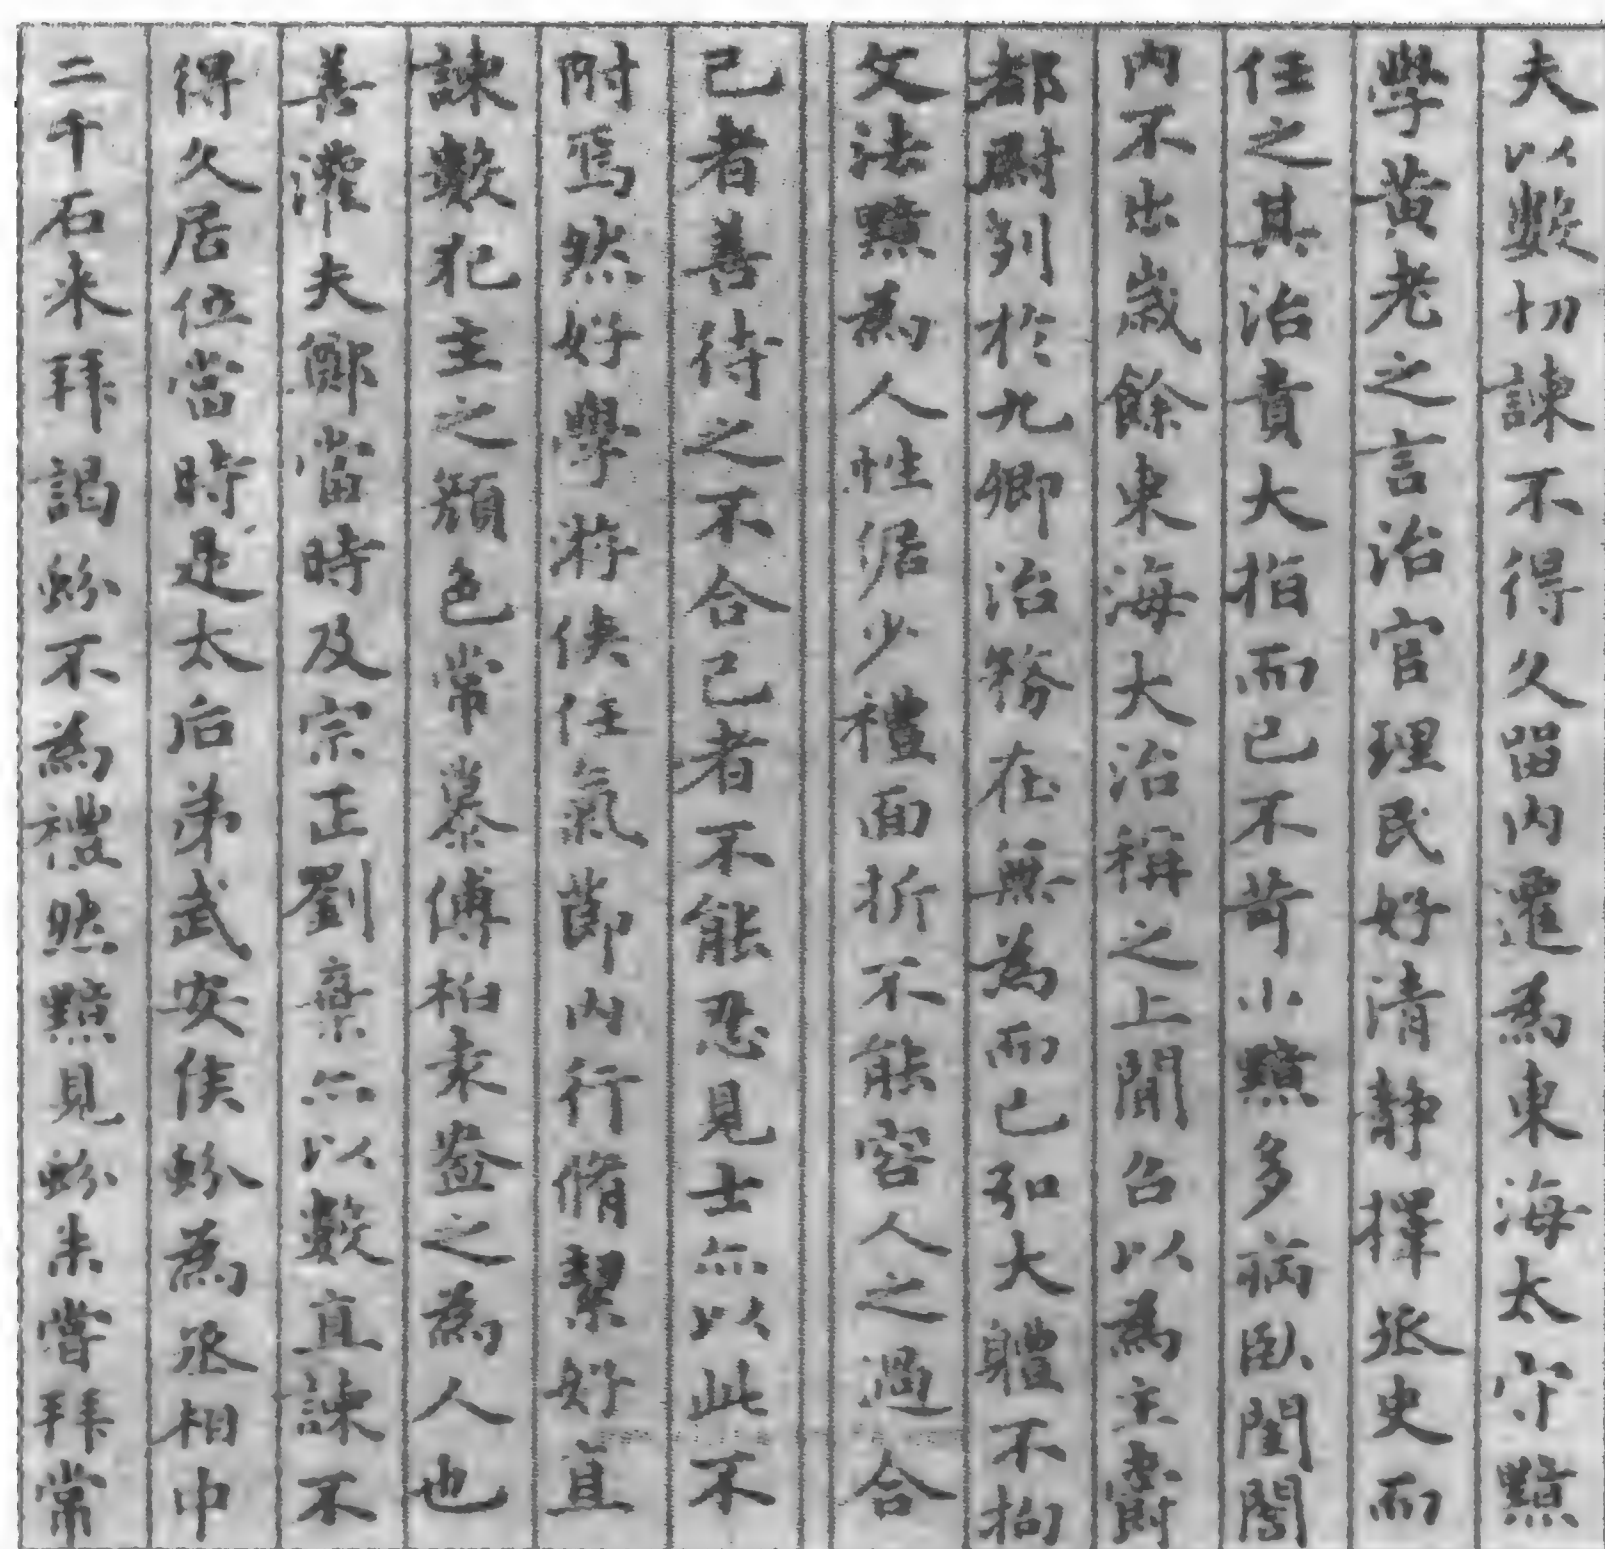 夫以數切諫不得久留內遷為東海太守黯
學黃老之言治官理民好清靜擇丞史而
任之其治責大指而已不苛小黯多病臥閨閤
內不出歲餘東海大治稱之上聞召以為主爵
都尉列於九卿治務在無為而已弘大體不拘
文法黯為人性倨少禮面折不能容人之過合
己者善待之不合己者不能忍見士亦以此不
附焉然好學游俠任氣節內行脩絜好直
諫數犯主之顏色常慕傅柏袁盎之為人也
善灌夫鄭當時及宗正劉棄亦以數直諫不
得久居位當時是太后弟武安侯蚡為丞相中
二千石来拜謁蚡不為禮然黯見蚡未嘗拜常